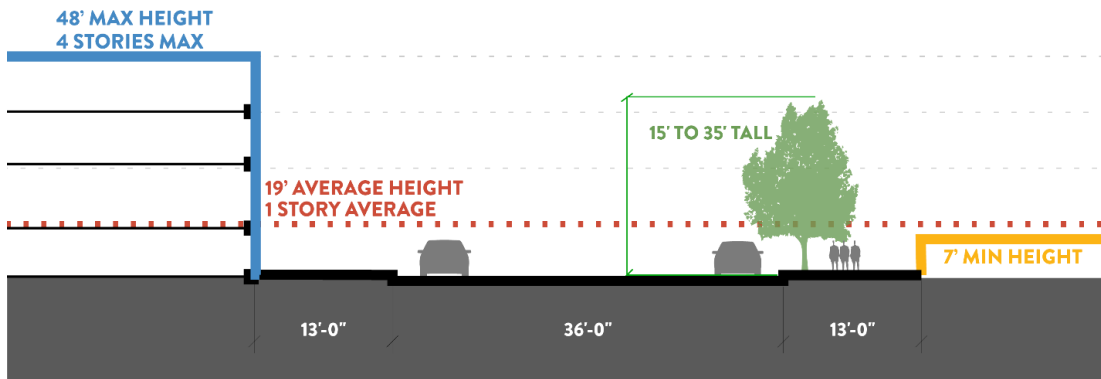 48’ MAX HEIGHT
4 STORIES MAX
15’ TO 35’ TALL
19’ AVERAGE HEIGHT
1 STORY AVERAGE
7’ MIN HEIGHT
13’-0”
36’-0”
13’-0”